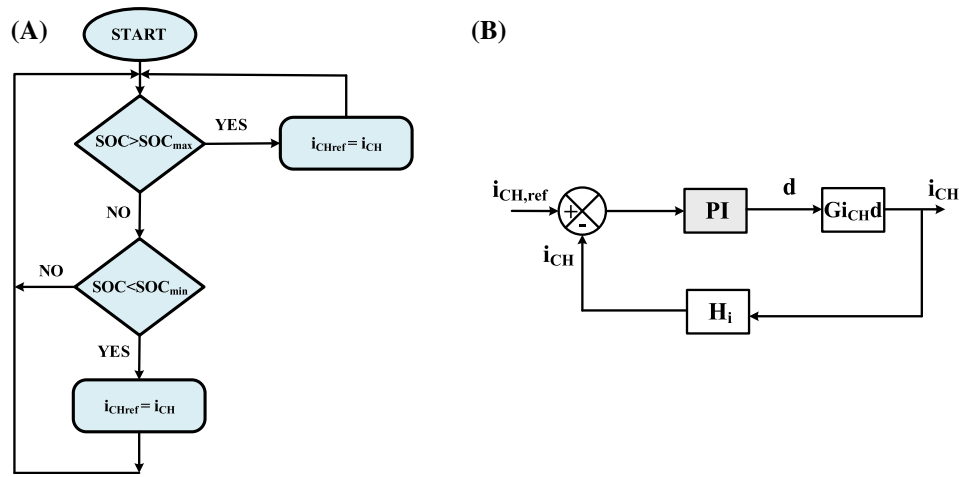 (A)
START
SOC>SOCmax
YES
iCHref = iCH
NO
SOC<SOCmin
NO
YES
iCHref = iCH
(B)
iCH,ref
+
-
iCH
PI
d
GiCHd
iCH
Hi